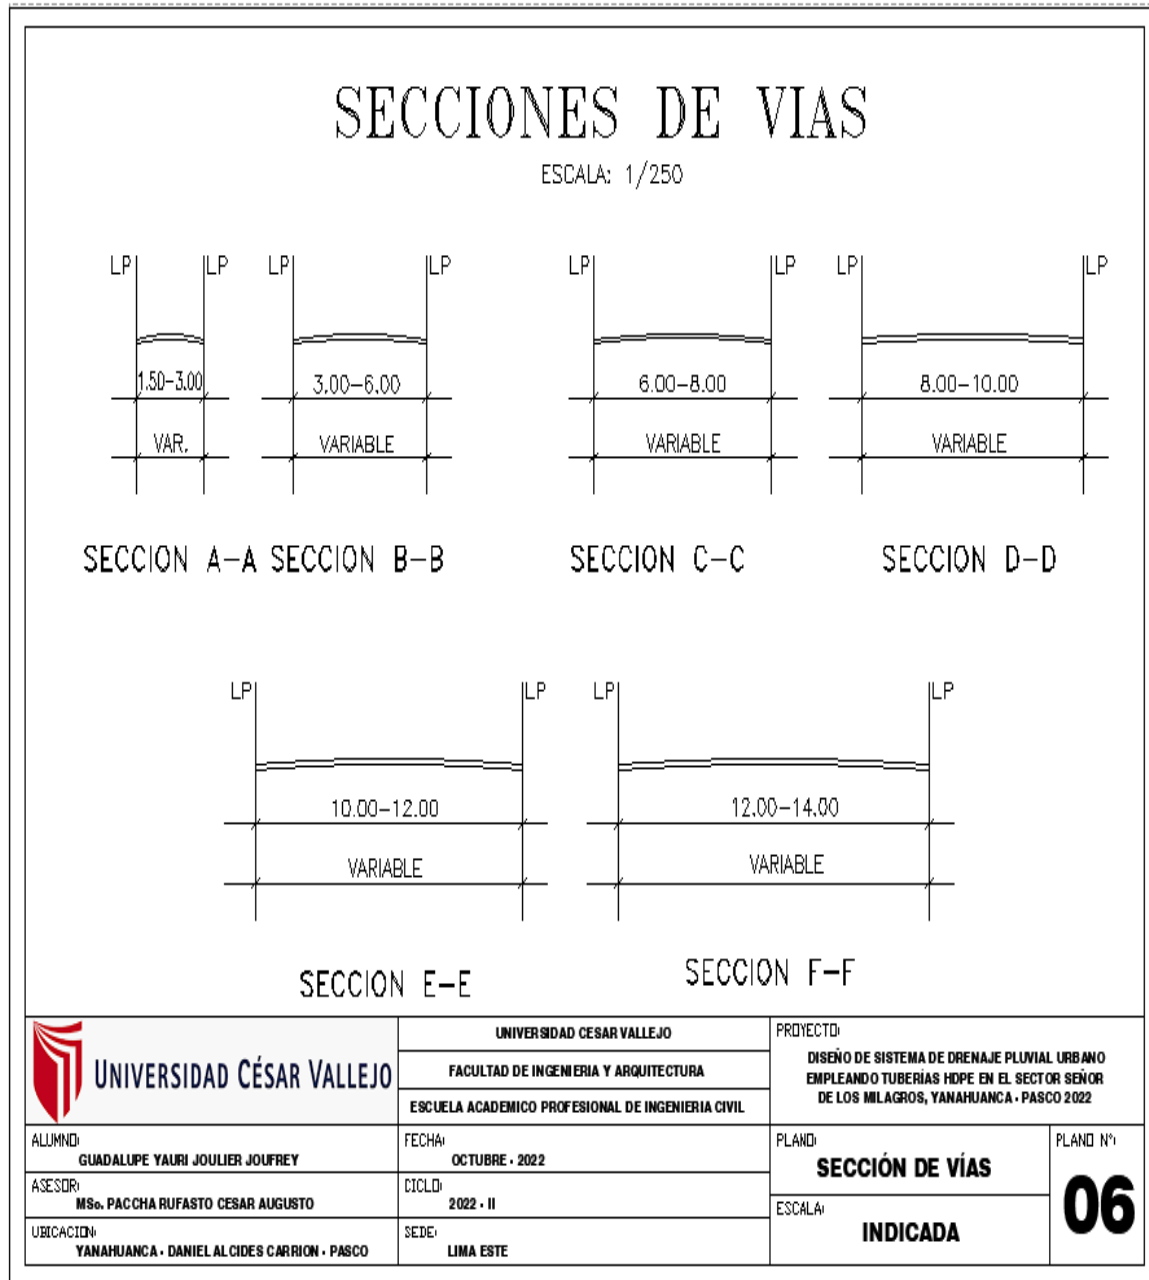 SECCIONES DE VIAS
ESCALA: 1/250
LP LP LP LP LP LP LP LP
1.50-3.00 3.00-6.00 6.00-8.00 8.00-10.00
VAR. VARIABLE VARIABLE VARIABLE
SECCION A-A SECCION B-B SECCION C-C SECCION D-D
LP LP LP LP
10.00-12.00 12.00-14.00
VARIABLE VARIABLE
SECCION E-E SECCION F-F
UNIVERSIDAD CÉSAR VALLEJO
UNIVERSIDAD CESAR VALLEJO
FACULTAD DE INGENIERIA Y ARQUITECTURA
ESCUELA ACADEMICO PROFESIONAL DE INGENIERIA CIVIL
PROYECTO:
DISEÑO DE SISTEMA DE DRENAJE PLUVIAL URBANO
EMPLEANDO TUBERÍAS HDPE EN EL SECTOR SEÑOR
DE LOS MILAGROS, YANAHUANCA - PASCO 2022
ALUMNO:
GUADALUPE YAURI JOULIER JOUFREY
ASESOR:
MSc. PACCHA RUFASTO CESAR AUGUSTO
UBICACION:
YANAHUANCA - DANIEL ALCIDES CARRION - PASCO
FECHA:
OCTUBRE - 2022
CICLO:
2022 - II
SEDE:
LIMA ESTE
PLANO:
SECCIÓN DE VÍAS
ESCALA:
INDICADA
PLANO N°:
06